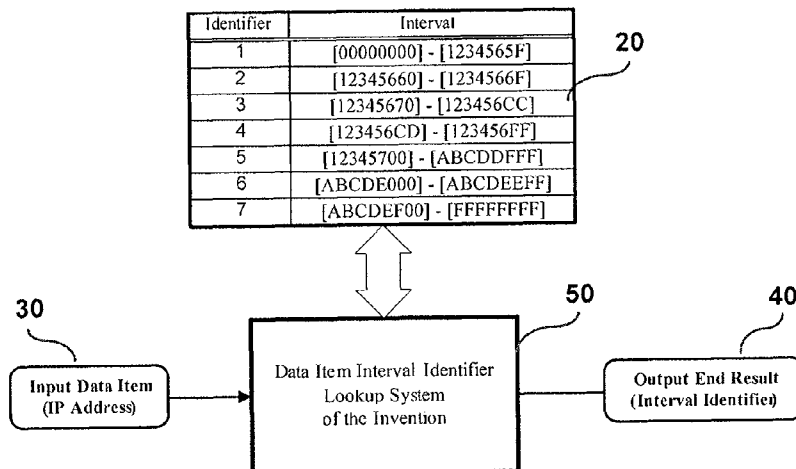 Identifier Interval
1 [00000000] - [1234565F]
2 [12345660] - [1234566F]
3 [12345670] - [123456CC]
4 [123456CD] - [123456FF]
5 [12345700] - [ABCDDFFF]
6 [ABCDE000] - [ABCDEEFF]
7 [ABCDEF00] - [FFFFFFFF]
20
30
50
40
Input Data Item
(IP Address)
Data Item Interval Identifier
Lookup System
of the Invention
Output End Result
(Interval Identifier)